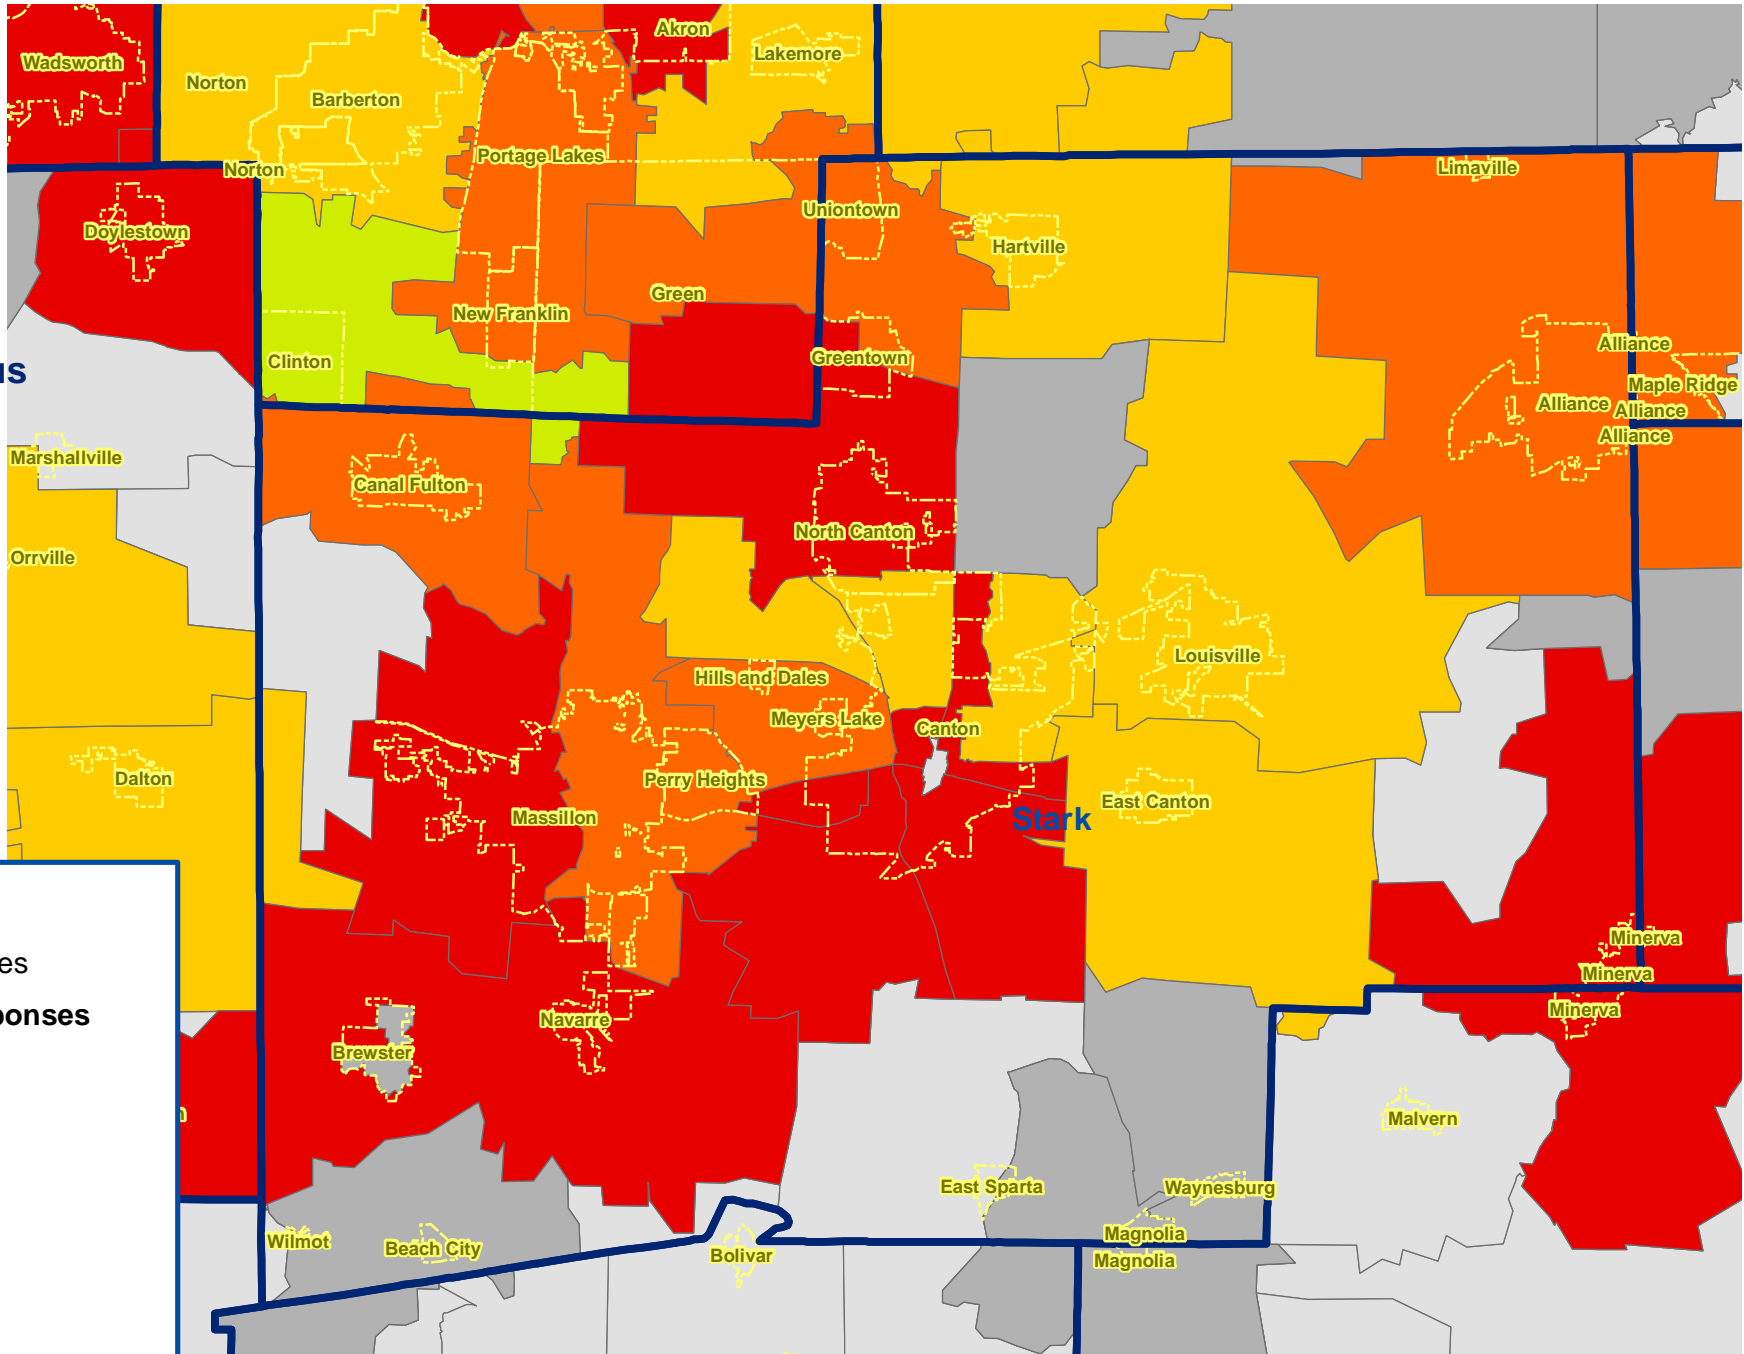 Akron
Lakemore
Wadsworth
Norton
Barberton
Portage Lakes
Norton
Limaville
Uniontown
Doylestown
Hartville
Green
New Franklin
Alliance
Greentown
Clinton
us
Maple Ridge
Alliance
Alliance
Alliance
Marshallville
Canal Fulton
North Canton
Orrville
Louisville
Hills and Dales
Meyers Lake
Canton
Dalton
Perry Heights
East Canton
Massillon
Stark
Minerva
es
Minerva
ponses
Navarre
Minerva
Brewster
n
Malvern
East Sparta
Waynesburg
Magnolia
Wilmot
Beach City
Bolivar
Magnolia